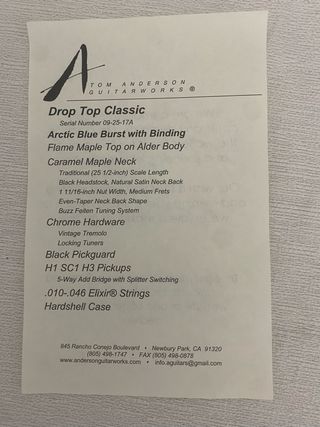 A
TOM ANDERSON
GUITARWORKS ®
Drop Top Classic
Serial Number 09-25-17A
Arctic Blue Burst with Binding
Flame Maple Top on Alder Body
Caramel Maple Neck
Traditional (25 1/2-inch) Scale Length
Black Headstock, Natural Satin Neck Back
1 11/16-inch Nut Width, Medium Frets
Even-Taper Neck Back Shape
Buzz Feiten Tuning System
Chrome Hardware
Vintage Tremolo
Locking Tuners
Black Pickguard
H1 SC1 H3 Pickups
5-Way Add Bridge with Splitter Switching
.010-.046 Elixir® Strings
Hardshell Case
845 Rancho Conejo Boulevard • Newbury Park, CA 91320
(805) 498-1747 • FAX (805) 498-0878
www.andersonguitarworks.com • info.aguitars@gmail.com